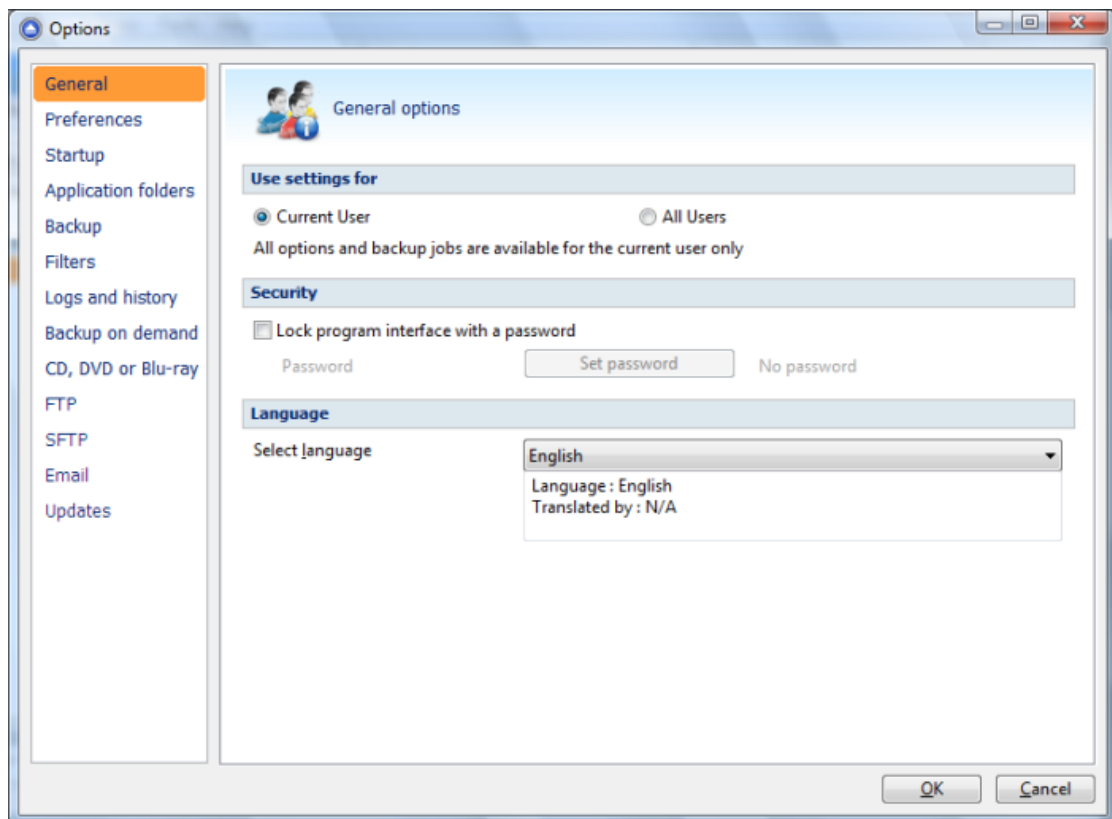 Options
General
Preferences
Startup
Application folders
Backup
Filters
Logs and history
Backup on demand
CD, DVD or Blu-ray
FTP
SFTP
Email
Updates
General options
Use settings for
Current User All Users
All options and backup jobs are available for the current user only
Security
Lock program interface with a password
Password Set password No password
Language
Select language English
Language : English
Translated by : N/A
OK Cancel